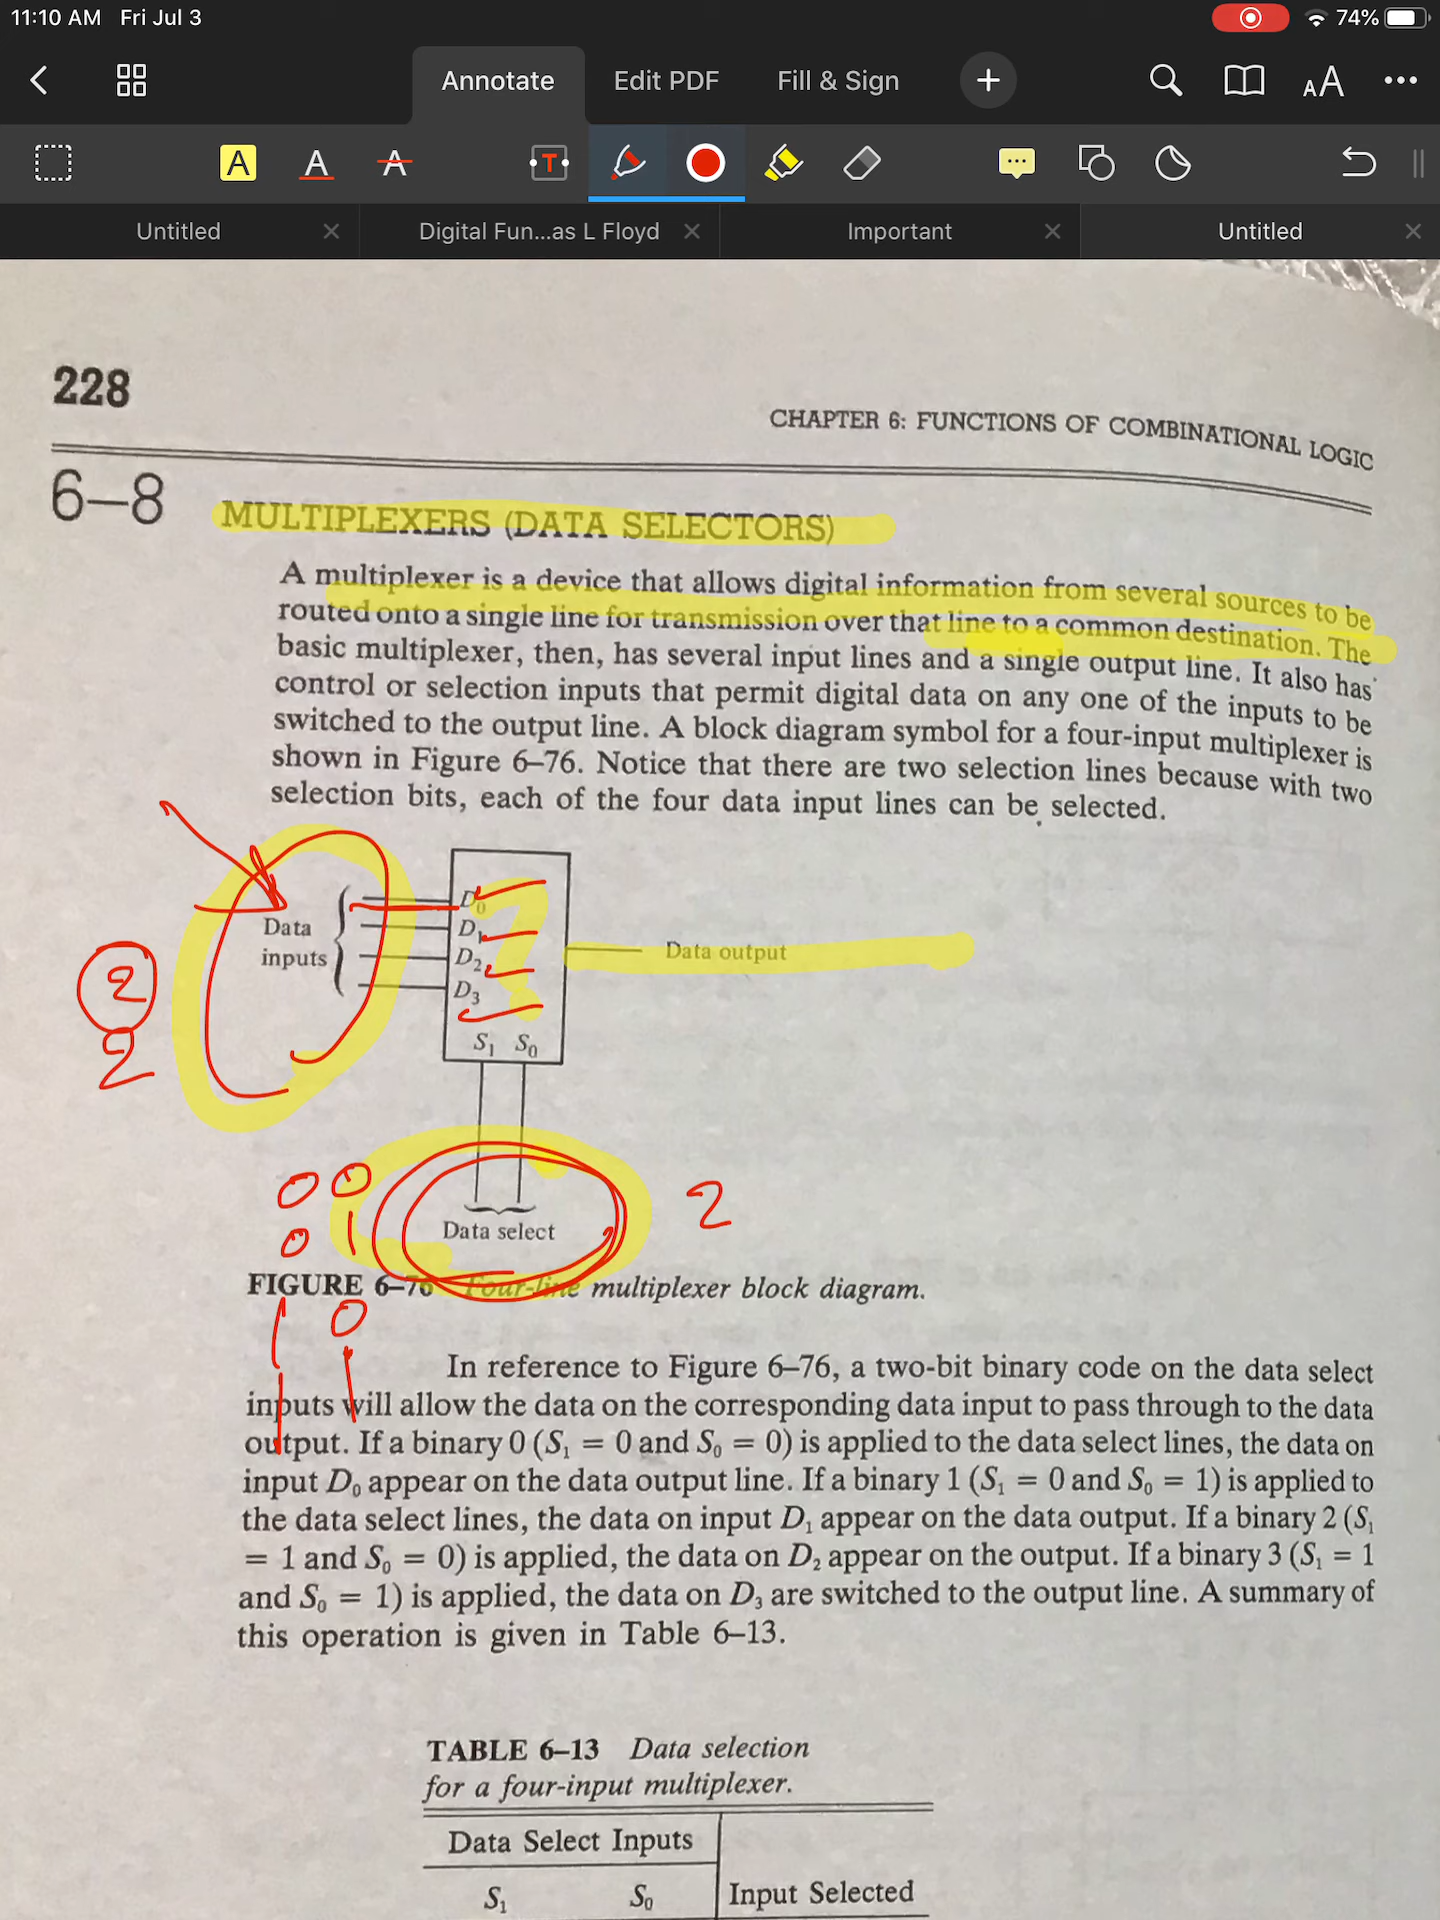 11:10 AM Fri Jul 3
74%
Annotate
Edit PDF
Fill & Sign
+
AA
A
A
A
T
Untitled
Digital Fun...as L Floyd
Important
Untitled
228
CHAPTER 6: FUNCTIONS OF COMBINATIONAL LOGIC
6–8
MULTIPLEXERS (DATA SELECTORS)
A multiplexer is a device that allows digital information from several sources to be
routed onto a single line for transmission over that line to a common destination. The
basic multiplexer, then, has several input lines and a single output line. It also has
control or selection inputs that permit digital data on any one of the inputs to be
switched to the output line. A block diagram symbol for a four-input multiplexer is
shown in Figure 6–76. Notice that there are two selection lines because with two
selection bits, each of the four data input lines can be selected.
Data
inputs
D₀
D₁
D₂
D₃
S₁ S₀
Data output
2
2
0 0
0 1
1 0
1 1
2
Data select
FIGURE 6–76 Four-line multiplexer block diagram.
In reference to Figure 6–76, a two-bit binary code on the data select
inputs will allow the data on the corresponding data input to pass through to the data
output. If a binary 0 (S₁ = 0 and S₀ = 0) is applied to the data select lines, the data on
input D₀ appear on the data output line. If a binary 1 (S₁ = 0 and S₀ = 1) is applied to
the data select lines, the data on input D₁ appear on the data output. If a binary 2 (S₁
= 1 and S₀ = 0) is applied, the data on D₂ appear on the output. If a binary 3 (S₁ = 1
and S₀ = 1) is applied, the data on D₃ are switched to the output line. A summary of
this operation is given in Table 6–13.
TABLE 6–13 Data selection
for a four-input multiplexer.
Data Select Inputs
S₁ S₀ Input Selected